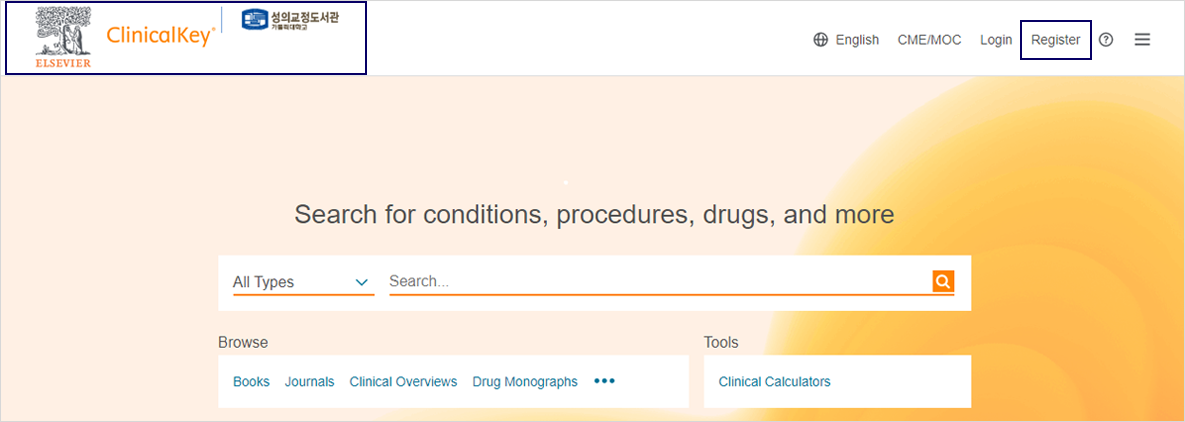 ELSEVIER
ClinicalKey®
성의교정도서관
가톨릭대학교
English CME/MOC Login Register ?
Search for conditions, procedures, drugs, and more
All Types Search...
Browse Tools
Books Journals Clinical Overviews Drug Monographs ••• Clinical Calculators